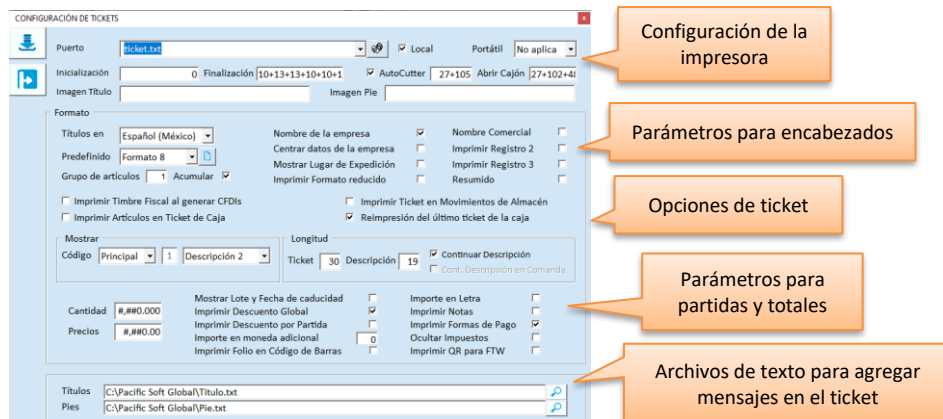 CONFIGURACIÓN DE TICKETS
Puerto ticket.txt Local Portátil No aplica
Inicialización 0 Finalización 10+13+13+10+10+1 AutoCutter 27+105 Abrir Cajón 27+102+48
Imagen Título Imagen Pie
Formato
Títulos en Español (México) Nombre de la empresa Nombre Comercial
Predefinido Formato 8 Centrar datos de la empresa Imprimir Registro 2
Mostrar Lugar de Expedición Imprimir Registro 3
Grupo de artículos 1 Acumular Imprimir Formato reducido Resumido
Imprimir Timbre Fiscal al generar CFDIs Imprimir Ticket en Movimientos de Almacén
Imprimir Artículos en Ticket de Caja Reimpresión del último ticket de la caja
Mostrar Longitud
Código Principal 1 Descripción 2 Ticket 30 Descripción 19 Continuar Descripción
Cont. Descripción en Comanda
Mostrar Lote y Fecha de caducidad Importe en Letra
Cantidad #,##0.000 Imprimir Descuento Global Imprimir Notas
Imprimir Descuento por Partida Imprimir Formas de Pago
Precios #,##0.00 Importe en moneda adicional 0 Ocultar Impuestos
Imprimir Folio en Código de Barras Imprimir QR para FTW
Títulos C:\Pacific Soft Global\Titulo.txt
Pies C:\Pacific Soft Global\Pie.txt
Configuración de la
impresora
Parámetros para encabezados
Opciones de ticket
Parámetros para
partidas y totales
Archivos de texto para agregar
mensajes en el ticket